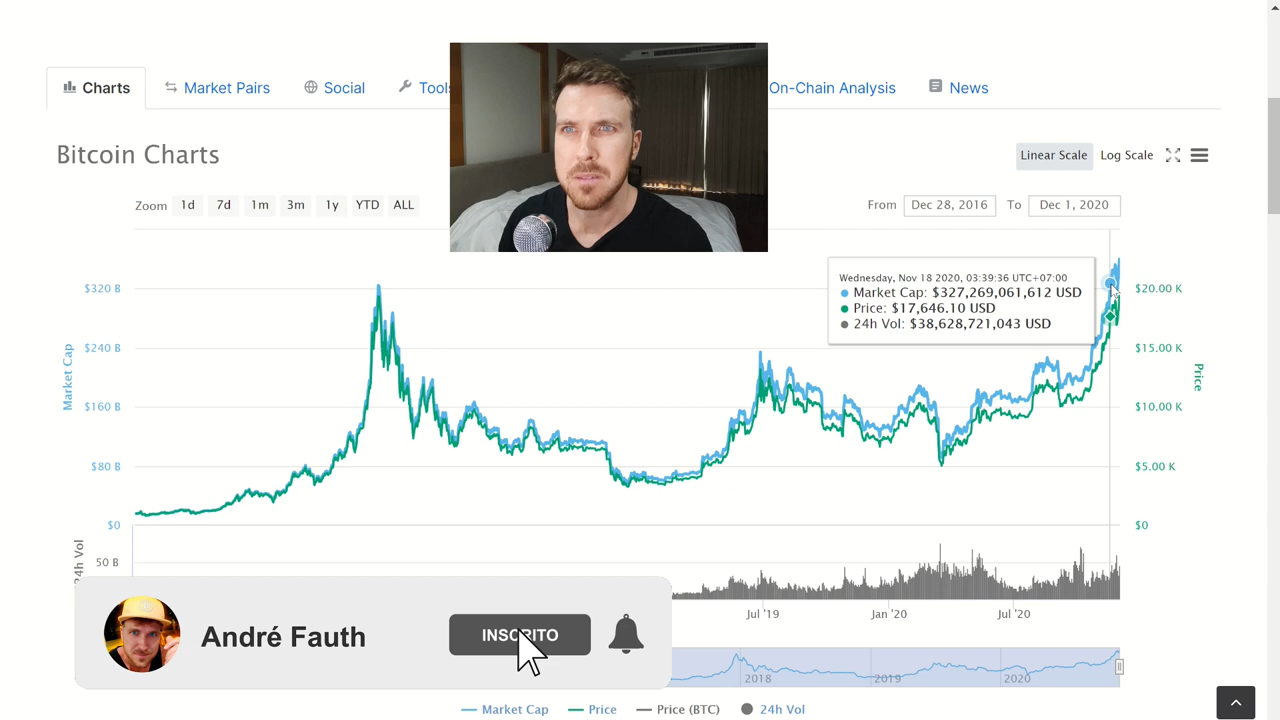 Charts
Market Pairs
Social
Tools
On-Chain Analysis
News
Bitcoin Charts
Linear Scale
Log Scale
Zoom
1d
7d
1m
3m
1y
YTD
ALL
From
Dec 28, 2016
To
Dec 1, 2020
Wednesday, Nov 18 2020, 03:39:36 UTC+07:00
Market Cap: $327,269,061,612 USD
Price: $17,646.10 USD
24h Vol: $38,628,721,043 USD
$320 B
$240 B
$160 B
$80 B
$0
Market Cap
$20.00 K
$15.00 K
$10.00 K
$5.00 K
$0
Price
24h Vol
50 B
Jul '19
Jan '20
Jul '20
André Fauth
INSCRITO
2018
2019
2020
Market Cap
Price
Price (BTC)
24h Vol